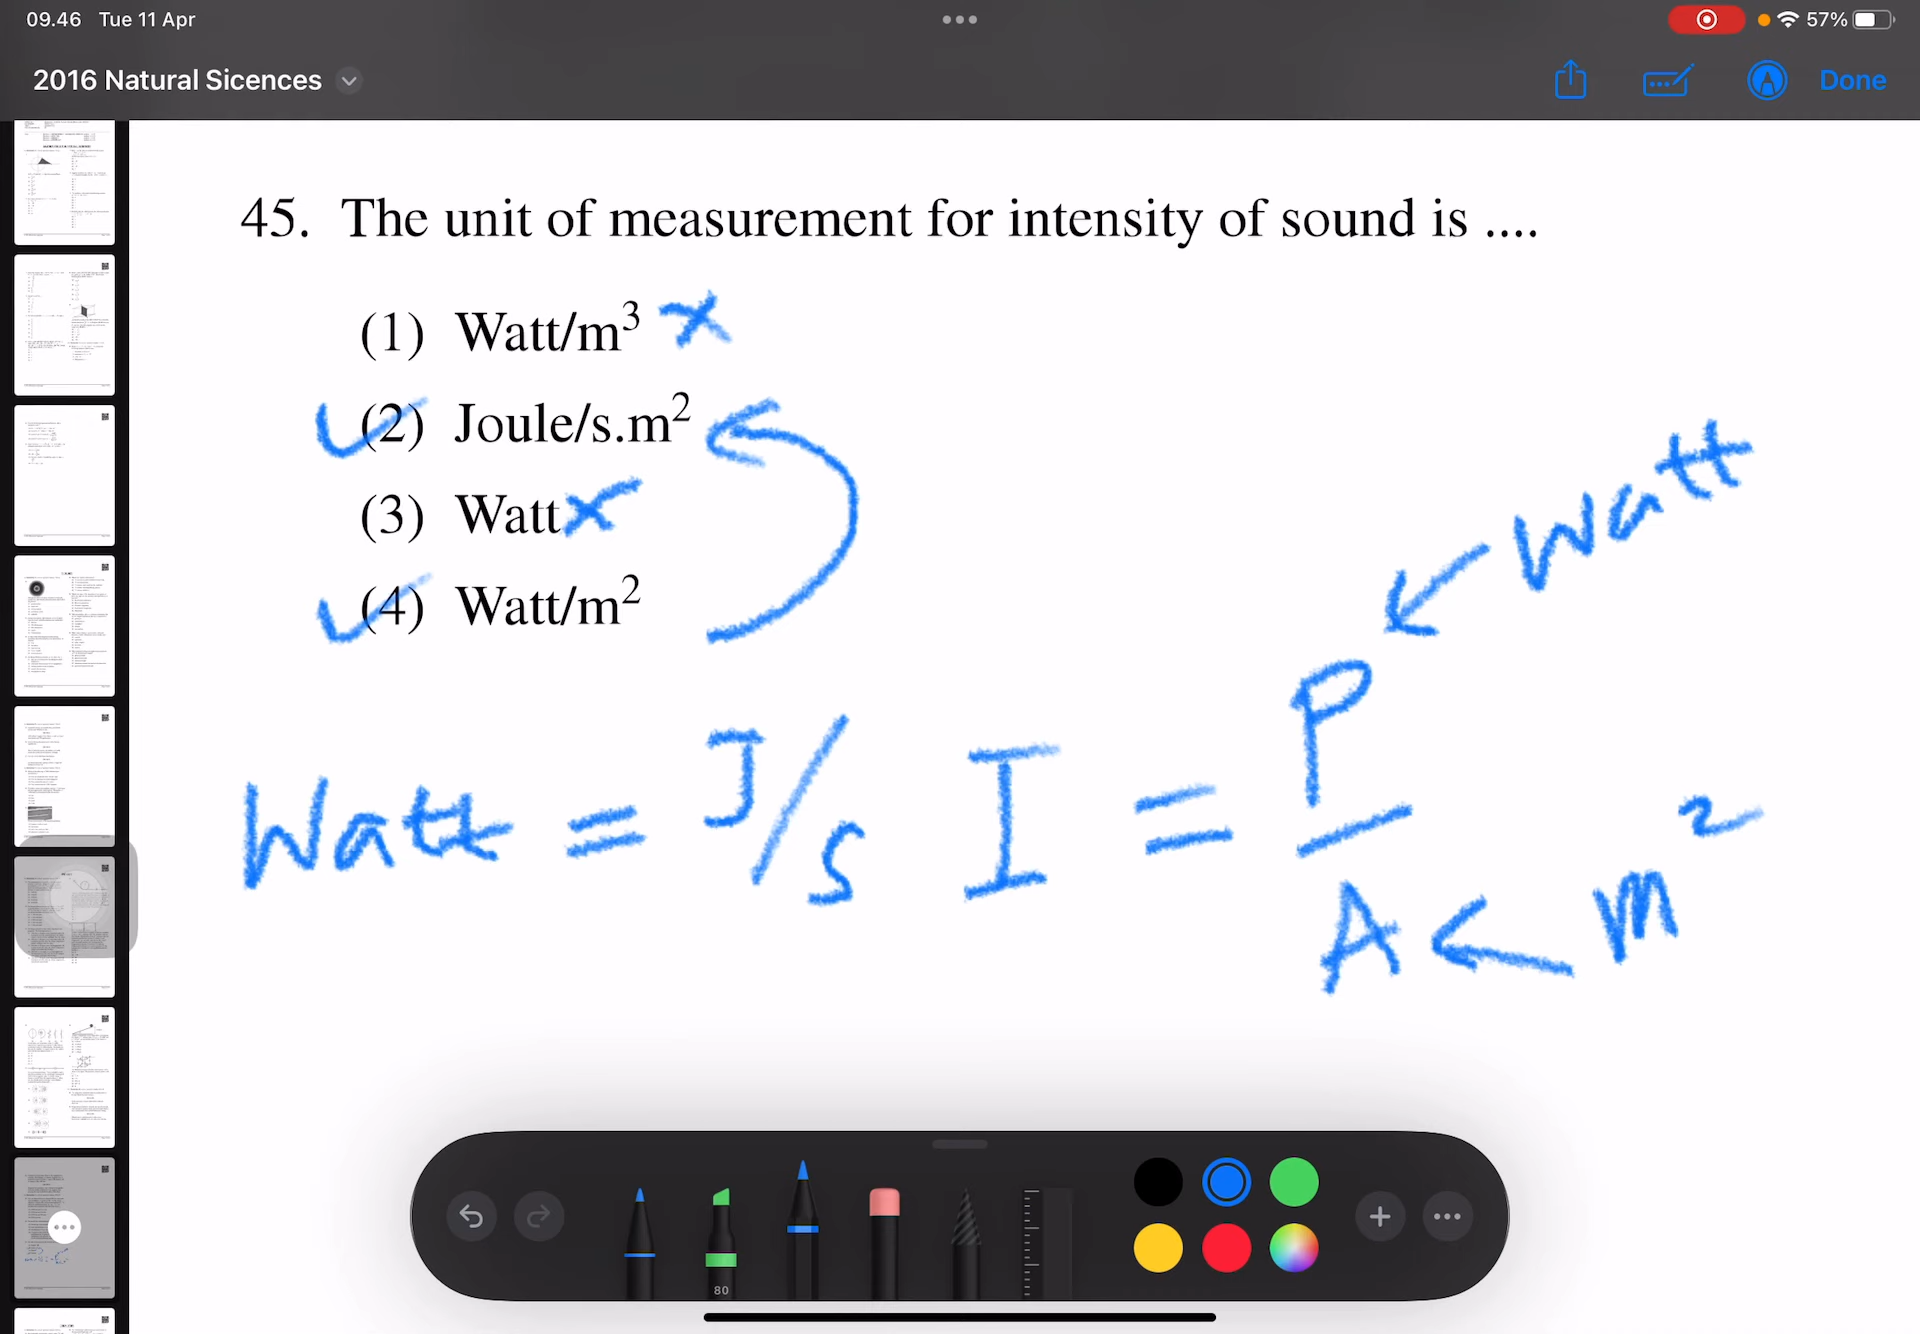 09.46 Tue 11 Apr
57%
2016 Natural Sicences
Done
45. The unit of measurement for intensity of sound is ....
(1) Watt/m³
(2) Joule/s.m²
(3) Watt
(4) Watt/m²
Watt
Watt = J/s I = P/A
m²
80